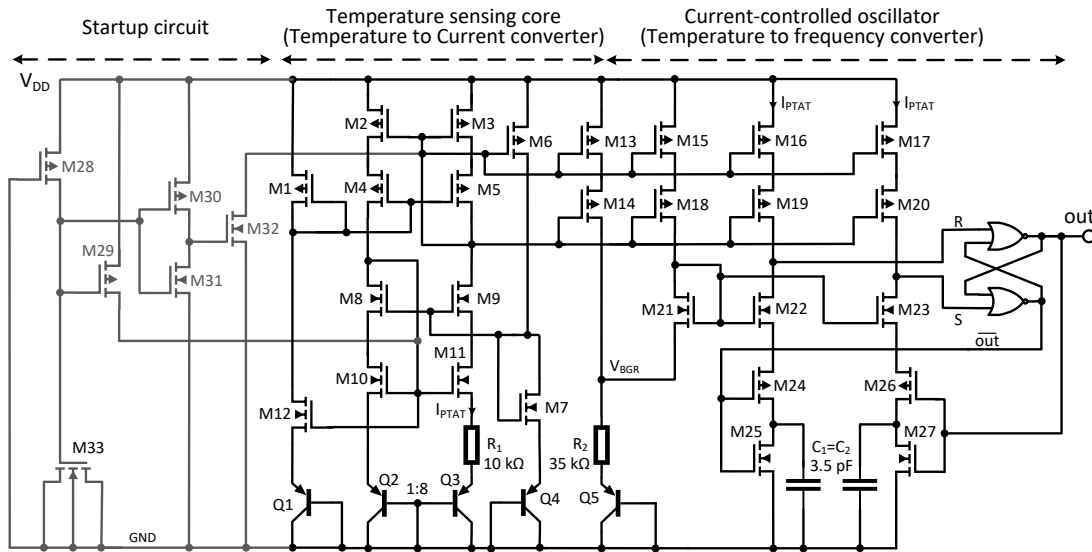 Startup circuit
Temperature sensing core
(Temperature to Current converter)
Current-controlled oscillator
(Temperature to frequency converter)
VDD
IPTAT
IPTAT
M2
M3
M6
M13
M15
M16
M17
M28
M30
M1
M4
M5
M14
M18
M19
M20
M32
R
out
M29
M31
M8
M9
M21
M22
M23
S
out
M11
M10
VBGR
M24
M26
M12
IPTAT
M7
M33
R1
10 kΩ
R2
35 kΩ
M25
C1=C2
3.5 pF
M27
Q1
Q2
1:8
Q3
Q4
Q5
GND